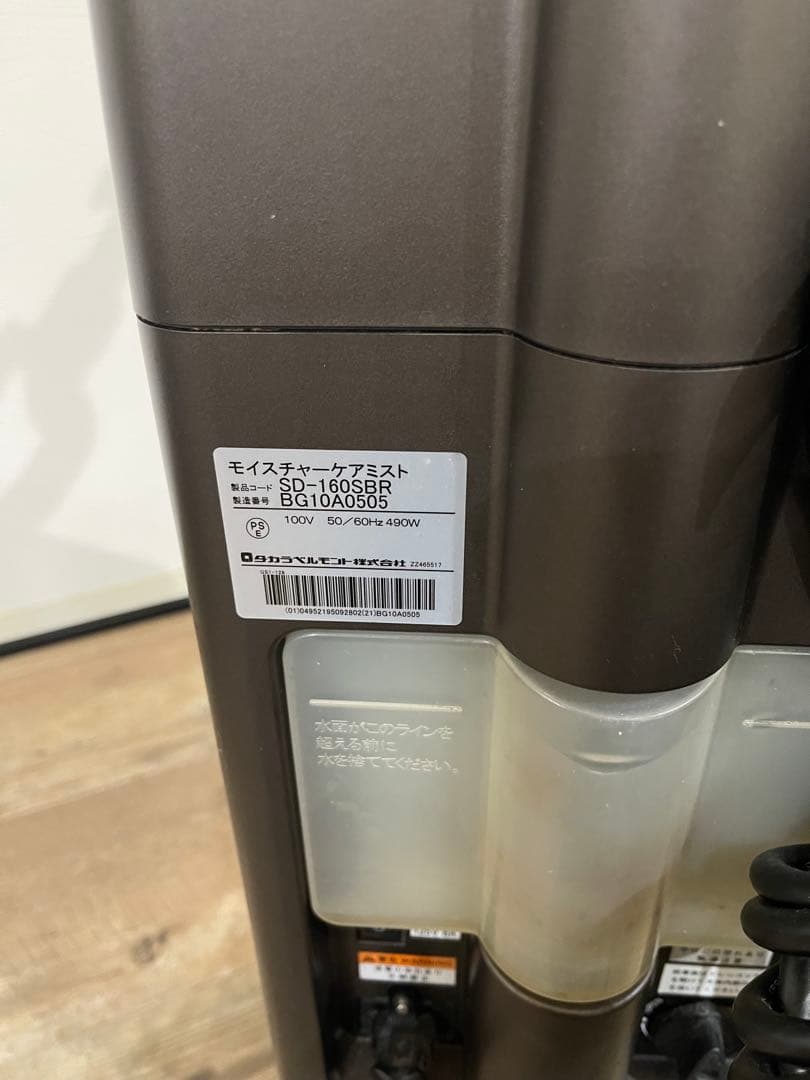 モイスチャーケアミスト
製品コード SD-160SBR
製造番号 BG10A0505
PS E 100V 50/60Hz 490W
タカラベルモント株式会社 ZZ465517
GS1-128
(01)04952195092802(21)BG10A0505
水面がこのラインを
超える前に
水を捨ててください。